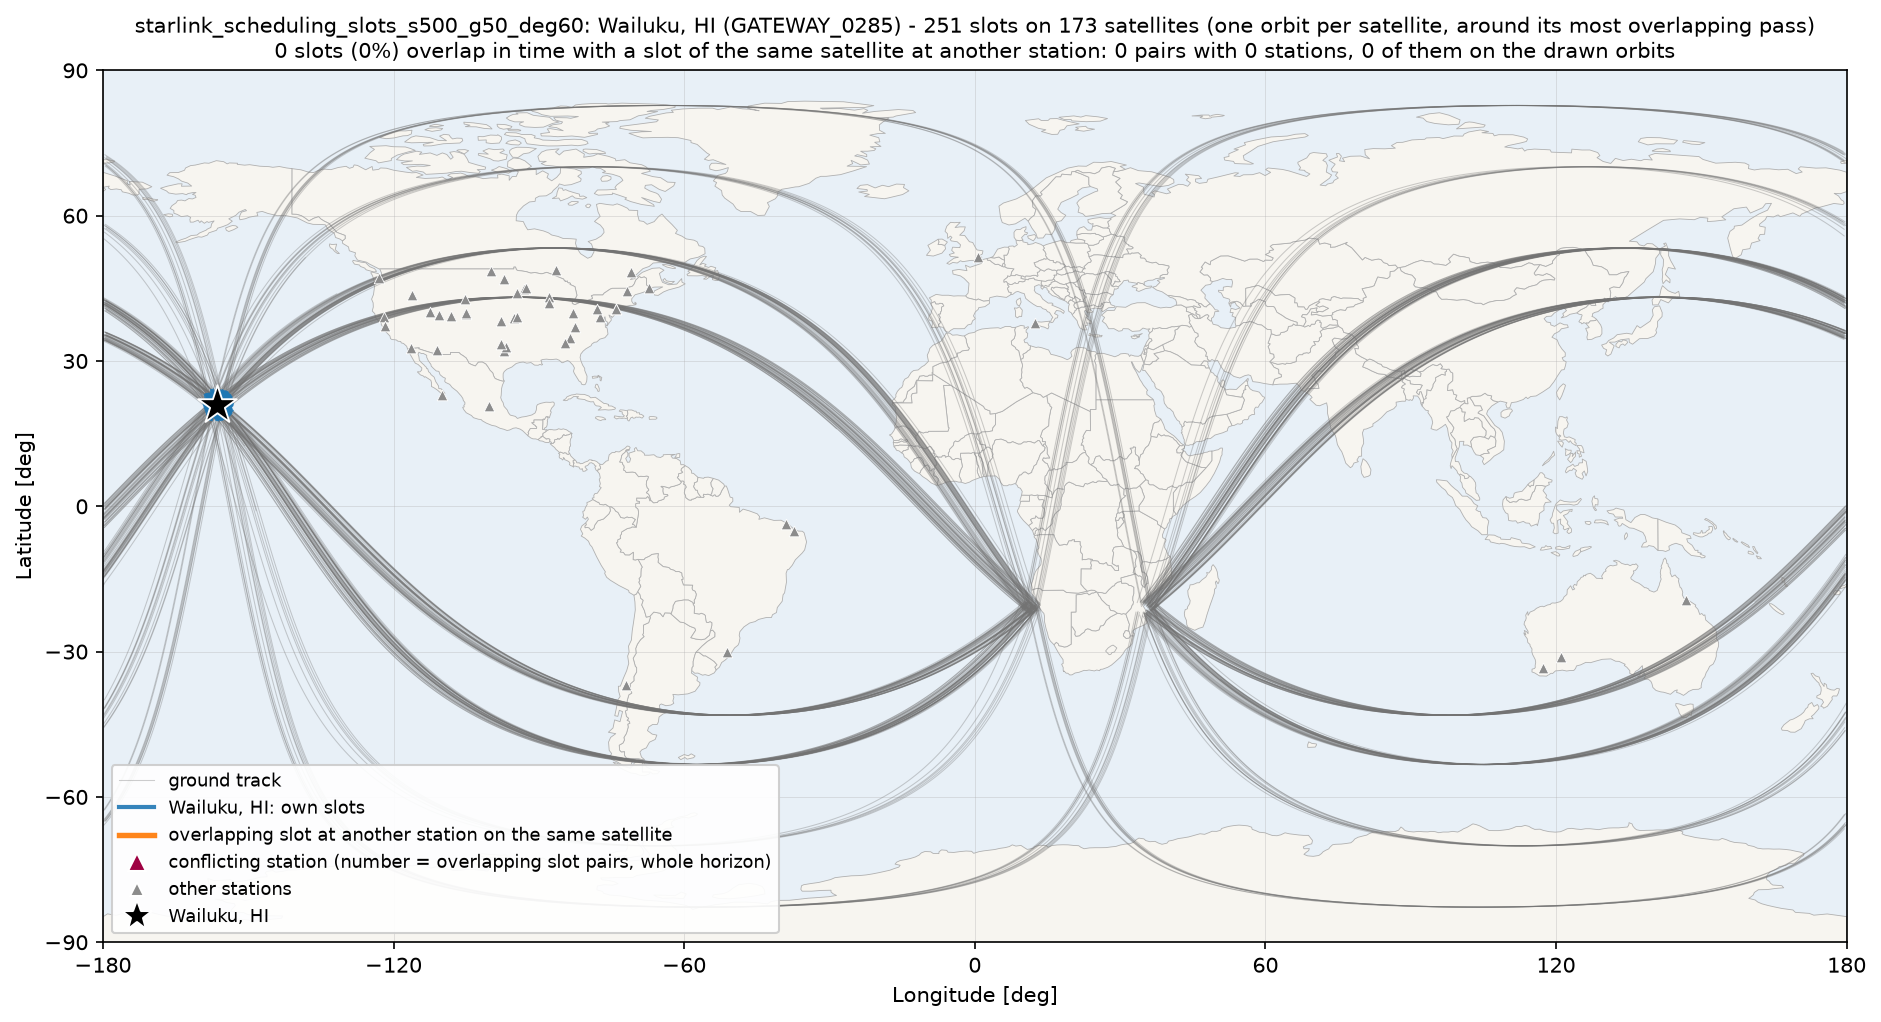 starlink_scheduling_slots_s500_g50_deg60: Wailuku, HI (GATEWAY_0285) - 251 slots on 173 satellites (one orbit per satellite, around its most overlapping pass)
0 slots (0%) overlap in time with a slot of the same satellite at another station: 0 pairs with 0 stations, 0 of them on the drawn orbits
90
60
30
0
−30
−60
−90
Latitude [deg]
ground track
Wailuku, HI: own slots
overlapping slot at another station on the same satellite
conflicting station (number = overlapping slot pairs, whole horizon)
other stations
Wailuku, HI
−180
−120
−60
0
60
120
180
Longitude [deg]